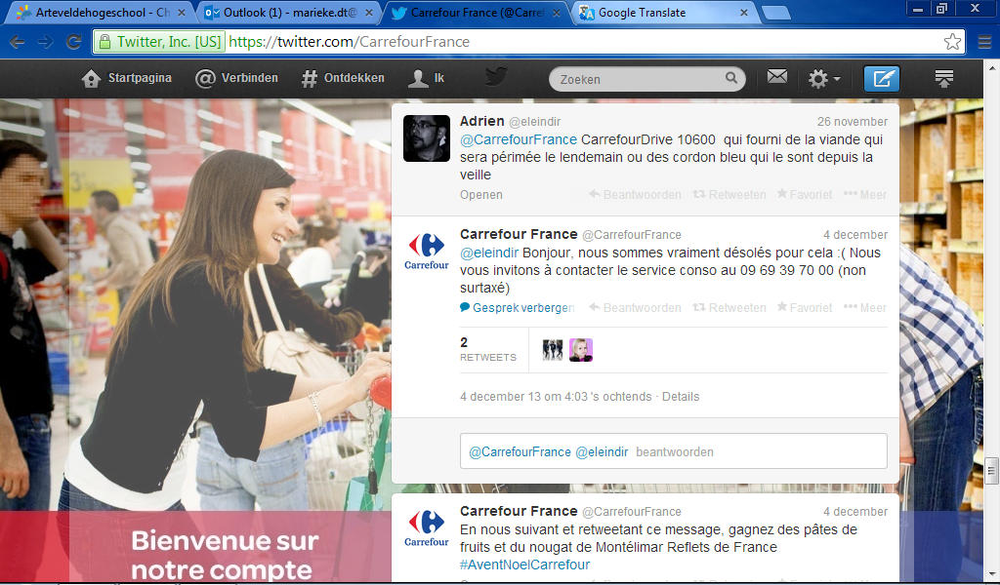 Arteveldehogeschool - Ch
Outlook (1) - marieke.dt@
Carrefour France (@Carref
Google Translate
Twitter, Inc. [US] https://twitter.com/CarrefourFrance
Startpagina
Verbinden
Ontdekken
Ik
Zoeken
Adrien @eleindir 26 november
@CarrefourFrance CarrefourDrive 10600 qui fourni de la viande qui
sera périmée le lendemain ou des cordon bleu qui le sont depuis la
veille
Openen Beantwoorden Retweeten Favoriet Meer
Carrefour France @CarrefourFrance 4 december
@eleindir Bonjour, nous sommes vraiment désolés pour cela :( Nous
vous invitons à contacter le service conso au 09 69 39 70 00 (non
surtaxé)
Carrefour
Gesprek verbergen Beantwoorden Retweeten Favoriet Meer
2
RETWEETS
4 december 13 om 4:03 's ochtends · Details
@CarrefourFrance @eleindir beantwoorden
Carrefour France @CarrefourFrance 4 december
En nous suivant et retweetant ce message, gagnez des pâtes de
fruits et du nougat de Montélimar Reflets de France
#AventNoelCarrefour
Carrefour
Bienvenue sur
notre compte